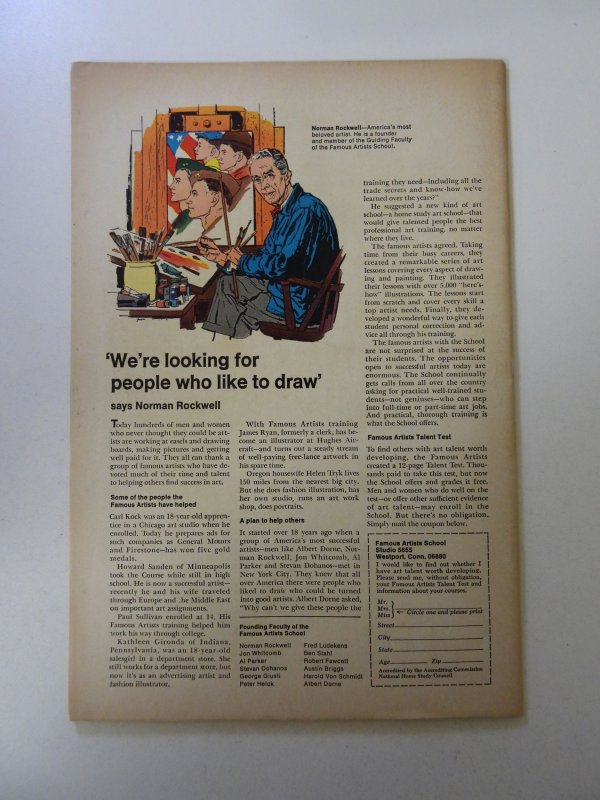 Norman Rockwell—America's most
beloved artist. He is a founder
and member of the Guiding Faculty
of the Famous Artists School.
'We're looking for
people who like to draw'
says Norman Rockwell
Today hundreds of men and women
who never thought they could be art-
ists are working at easels and drawing
boards, making pictures and getting
well paid for it. They all can thank a
group of famous artists who have de-
voted much of their time and talent
to helping others find success in art.
Some of the people the
Famous Artists have helped
Carl Kock was an 18-year-old appren-
tice in a Chicago art studio when he
enrolled. Today he prepares ads for
such companies as General Motors
and Firestone—has won five gold
medals.
Howard Sanden of Minneapolis
took the Course while still in high
school. He is now a successful artist—
recently he and his wife traveled
through Europe and the Middle East
on important art assignments.
Paul Sullivan enrolled at 14. His
Famous Artists training helped him
work his way through college.
Kathleen Gironda of Indiana,
Pennsylvania, was an 18-year-old
salesgirl in a department store. She
still works for a department store, but
now it's as an advertising artist and
fashion illustrator.
With Famous Artists training
James Ryan, formerly a clerk, has be-
come an illustrator at Hughes Air-
craft—and turns out a steady stream
of well-paying free-lance artwork in
his spare time.
Oregon housewife Helen Tryk lives
150 miles from the nearest big city.
But she does fashion illustration, has
her own studio, runs an art work
shop, does portraits.
A plan to help others
It started over 18 years ago when a
group of America's most successful
artists—men like Albert Dorne, Nor-
man Rockwell, Jon Whitcomb, Al
Parker and Stevan Dohanos—met in
New York City. They knew that all
over America there were people who
liked to draw who could be turned
into good artists. Albert Dorne asked,
"Why can't we give these people the
Founding Faculty of the
Famous Artists School
Norman Rockwell
Jon Whitcomb
Al Parker
Stevan Dohanos
George Giusti
Peter Helck
Fred Ludekens
Ben Stahl
Robert Fawcett
Austin Briggs
Harold Von Schmidt
Albert Dorne
training they need—including all the
trade secrets and know-how we've
learned over the years?"
He suggested a new kind of art
school—a home study art school—that
would give talented people the best
professional art training, no matter
where they live.
The famous artists agreed. Taking
time from their busy careers, they
created a remarkable series of art
lessons covering every aspect of draw-
ing and painting. They illustrated
their lessons with over 5,000 "here's-
how" illustrations. The lessons start
from scratch and cover every skill a
top artist needs. Finally, they de-
veloped a wonderful way to give each
student personal correction and ad-
vice all through his training.
The famous artists with the School
are not surprised at the success of
their students. The opportunities
open to successful artists today are
enormous. The School continually
gets calls from all over the country
asking for practical well-trained stu-
dents—not geniuses—who can step
into full-time or part-time art jobs.
And practical, thorough training is
what the School offers.
Famous Artists Talent Test
To find others with art talent worth
developing, the Famous Artists
created a 12-page Talent Test. Thou-
sands paid to take this test, but now
the School offers and grades it free.
Men and women who do well on the
test—or offer other sufficient evidence
of art talent—may enroll in the
School. But there's no obligation.
Simply mail the coupon below.
Famous Artists School
Studio 5655
Westport, Conn. 06880
I would like to find out whether I
have art talent worth developing.
Please send me, without obligation,
your Famous Artists Talent Test and
information about your courses.
Mr.
Mrs.
Miss
Circle one and please print
Street
City
State
Age Zip
Accredited by the Accrediting Commission
National Home Study Council